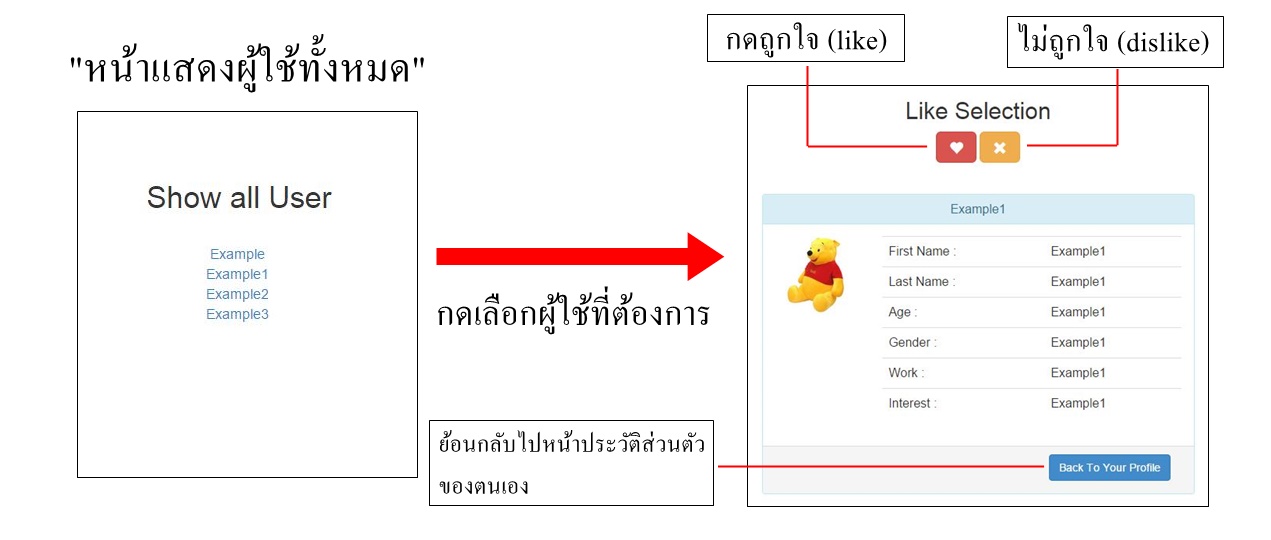 "หน้าแสดงผู้ใช้ทั้งหมด"
Show all User
Example
Example1
Example2
Example3
กดเลือกผู้ใช้ที่ต้องการ
กดถูกใจ (like)
ไม่ถูกใจ (dislike)
Like Selection
Example1
First Name : Example1
Last Name : Example1
Age : Example1
Gender : Example1
Work : Example1
Interest : Example1
ย้อนกลับไปหน้าประวัติส่วนตัว
ของตนเอง
Back To Your Profile